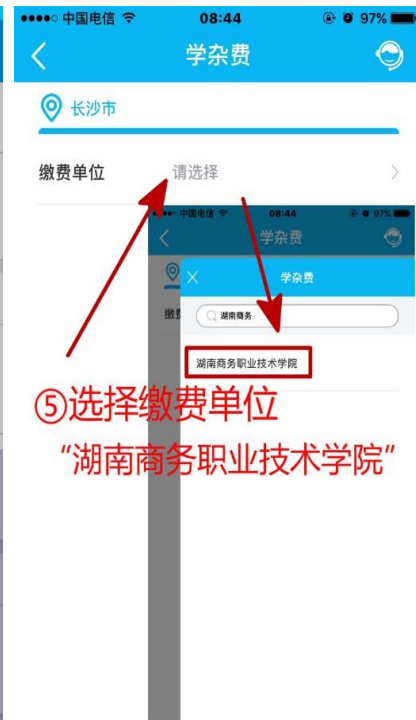 中国电信 08:44 97%
学杂费
长沙市
缴费单位 请选择
中国电信 08:44 97%
学杂费
学杂费
缴费
湖南商务
湖南商务职业技术学院
⑤选择缴费单位
“湖南商务职业技术学院”